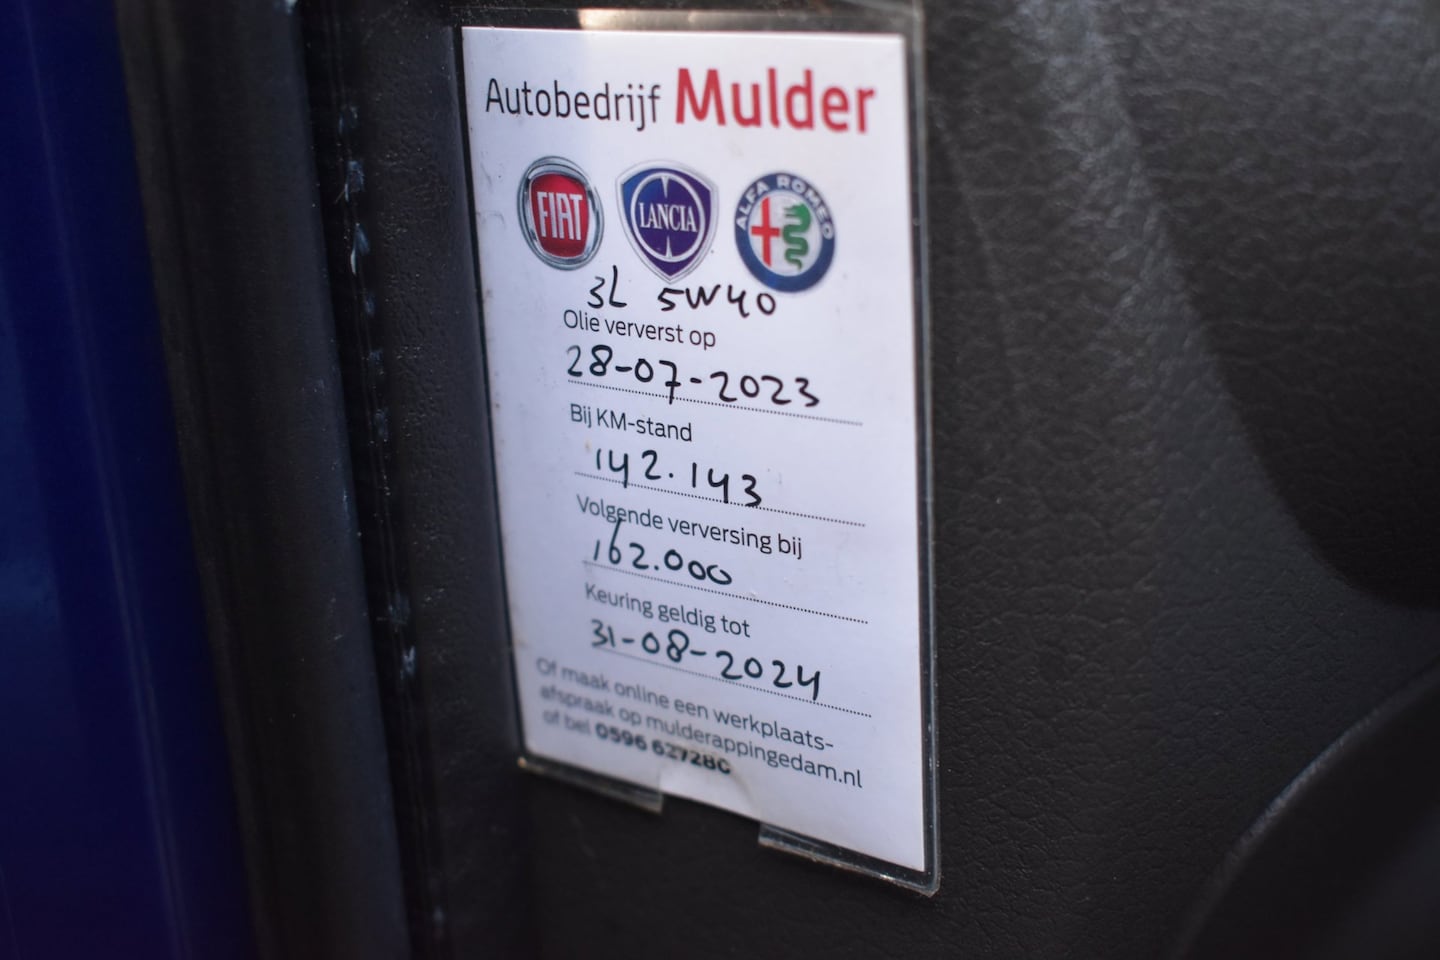 Autobedrijf Mulder
FIAT LANCIA ALFA ROMEO
3L 5W40
Olie ververst op
28-07-2023
Bij KM-stand
142.143
Volgende verversing bij
162.000
Keuring geldig tot
31-08-2024
Of maak online een werkplaats-
afspraak op mulderappingedam.nl
of bel 0596 627280